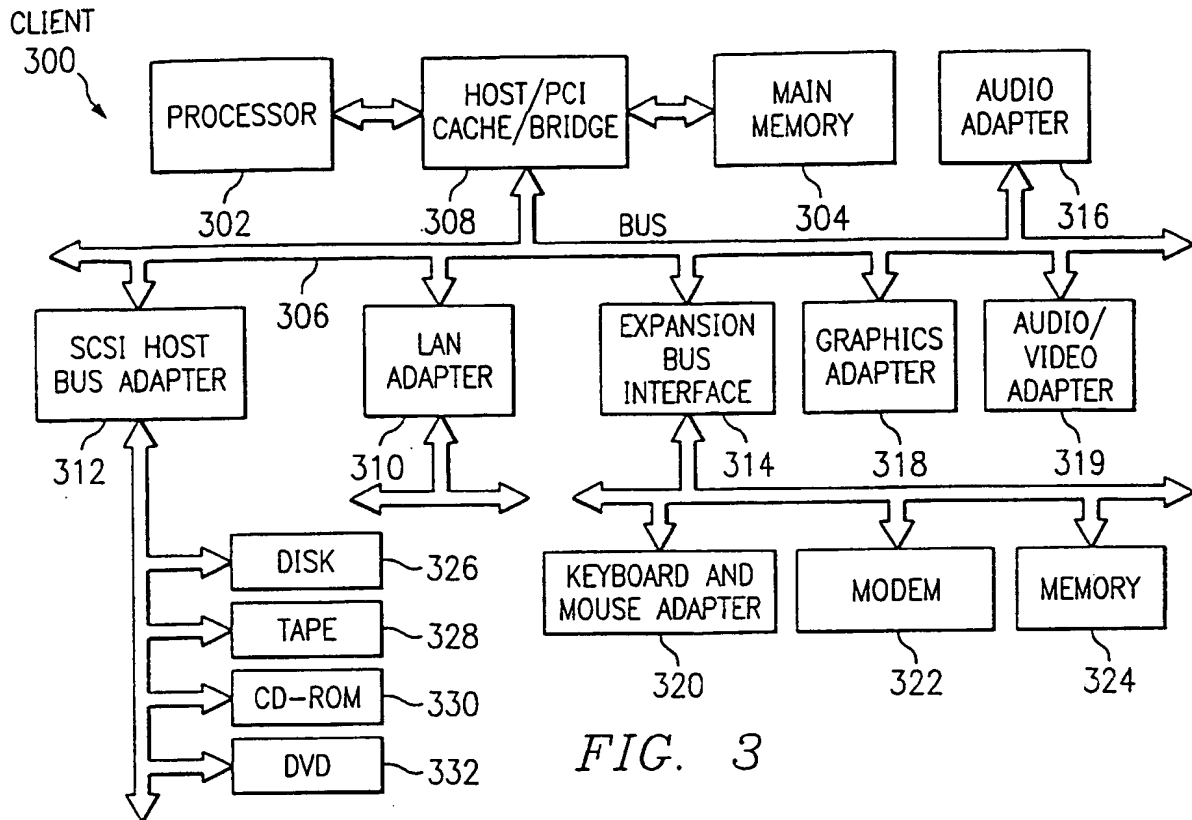 CLIENT
300
PROCESSOR
302
HOST/PCI
CACHE/BRIDGE
308
MAIN
MEMORY
304
AUDIO
ADAPTER
316
BUS
306
SCSI HOST
BUS ADAPTER
312
LAN
ADAPTER
310
EXPANSION
BUS
INTERFACE
314
GRAPHICS
ADAPTER
318
AUDIO/
VIDEO
ADAPTER
319
DISK
326
TAPE
328
CD-ROM
330
DVD
332
KEYBOARD AND
MOUSE ADAPTER
320
MODEM
322
MEMORY
324
FIG. 3